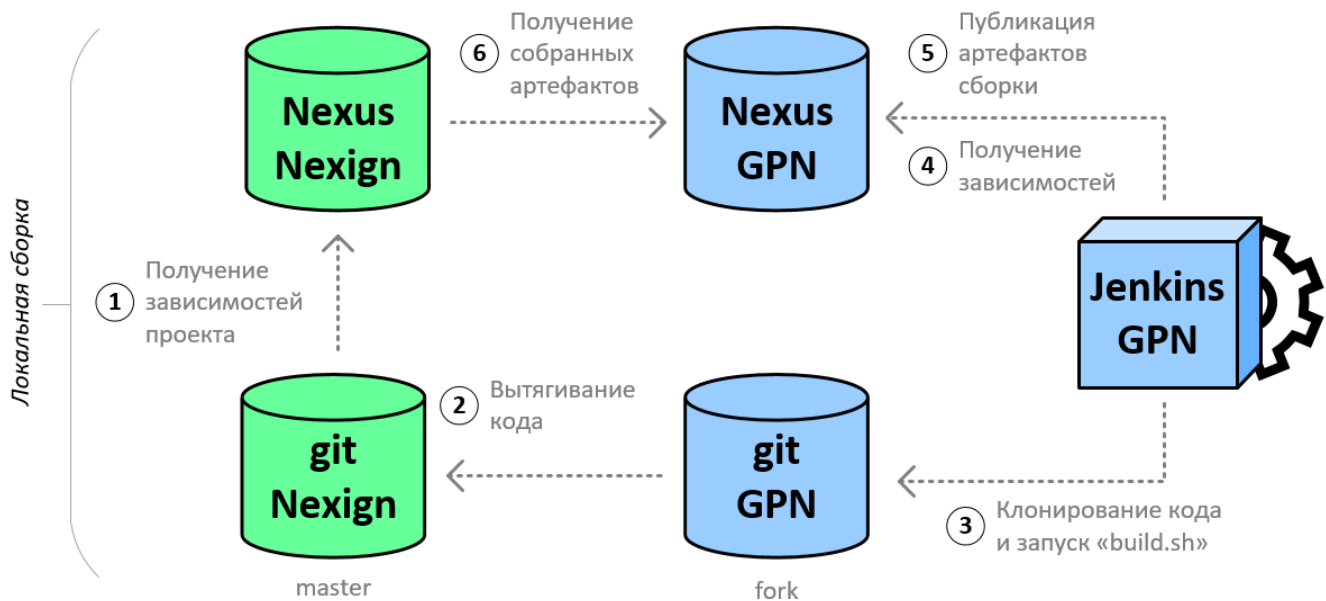 Локальная сборка
Nexus
Nexign
6
Получение
собранных
артефактов
Nexus
GPN
5
Публикация
артефактов
сборки
4
Получение
зависимостей
1
Получение
зависимостей
проекта
Jenkins
GPN
git
Nexign
master
2
Вытягивание
кода
git
GPN
fork
3
Клонирование кода
и запуск «build.sh»